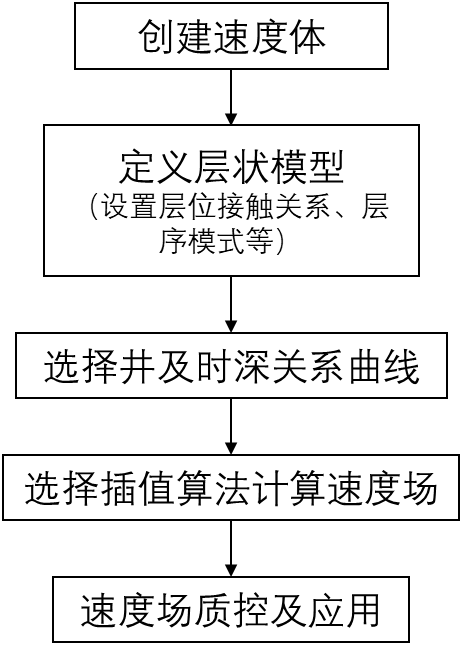 创建速度体
定义层状模型
（设置层位接触关系、层
序模式等）
选择井及时深关系曲线
选择插值算法计算速度场
速度场质控及应用